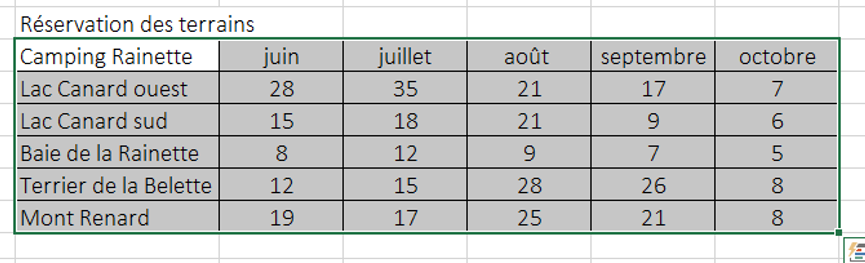 Réservation des terrains
Camping Rainette juin juillet août septembre octobre
Lac Canard ouest 28 35 21 17 7
Lac Canard sud 15 18 21 9 6
Baie de la Rainette 8 12 9 7 5
Terrier de la Belette 12 15 28 26 8
Mont Renard 19 17 25 21 8